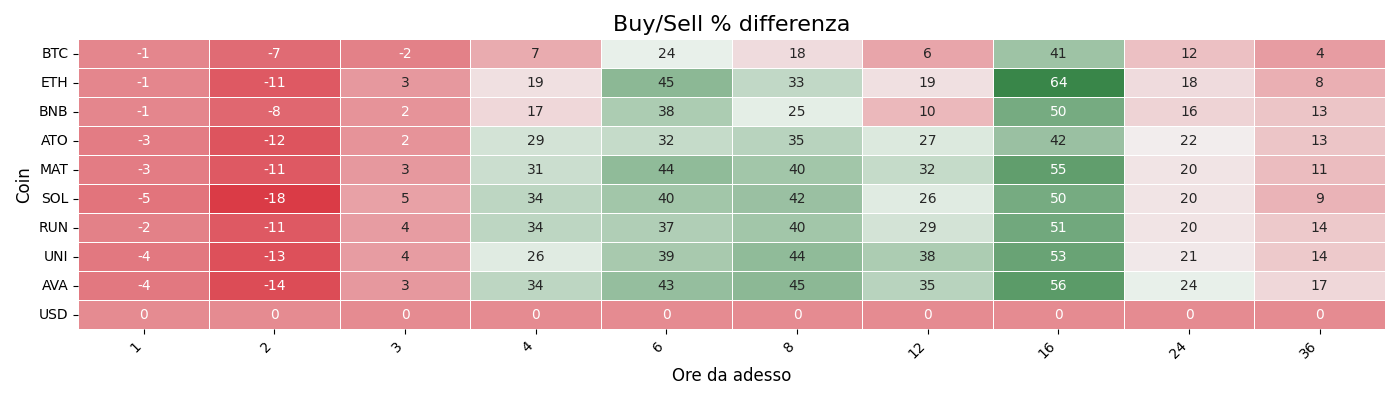 Buy/Sell % differenza
Coin
BTC -1 -7 -2 7 24 18 6 41 12 4
ETH -1 -11 3 19 45 33 19 64 18 8
BNB -1 -8 2 17 38 25 10 50 16 13
ATO -3 -12 2 29 32 35 27 42 22 13
MAT -3 -11 3 31 44 40 32 55 20 11
SOL -5 -18 5 34 40 42 26 50 20 9
RUN -2 -11 4 34 37 40 29 51 20 14
UNI -4 -13 4 26 39 44 38 53 21 14
AVA -4 -14 3 34 43 45 35 56 24 17
USD 0 0 0 0 0 0 0 0 0 0
1 2 3 4 6 8 12 16 24 36
Ore da adesso